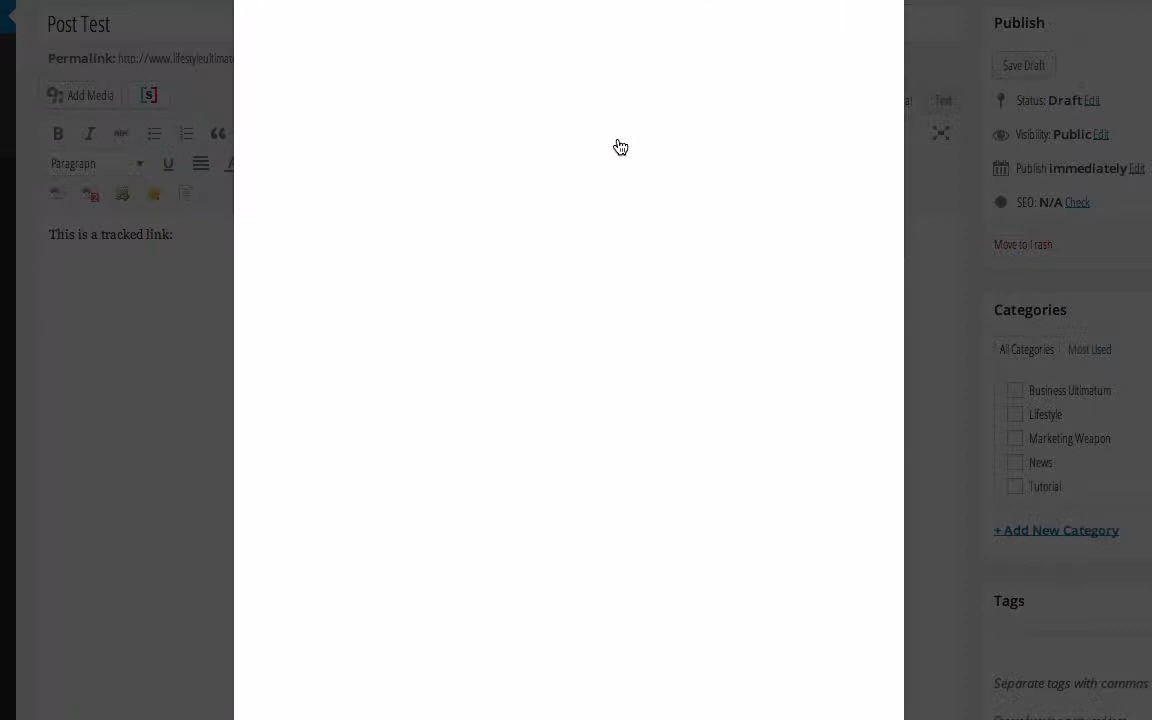 Post Test
Permalink: http://www.lifestyleultimat
Add Media
[s]
Text
B I ABC
Paragraph U
This is a tracked link:
Publish
Save Draft
Status: Draft Edit
Visibility: Public Edit
Publish immediately Edit
SEO: N/A Check
Move to Trash
Categories
All Categories Most Used
Business Ultimatum
Lifestyle
Marketing Weapon
News
Tutorial
+ Add New Category
Tags
Separate tags with commas